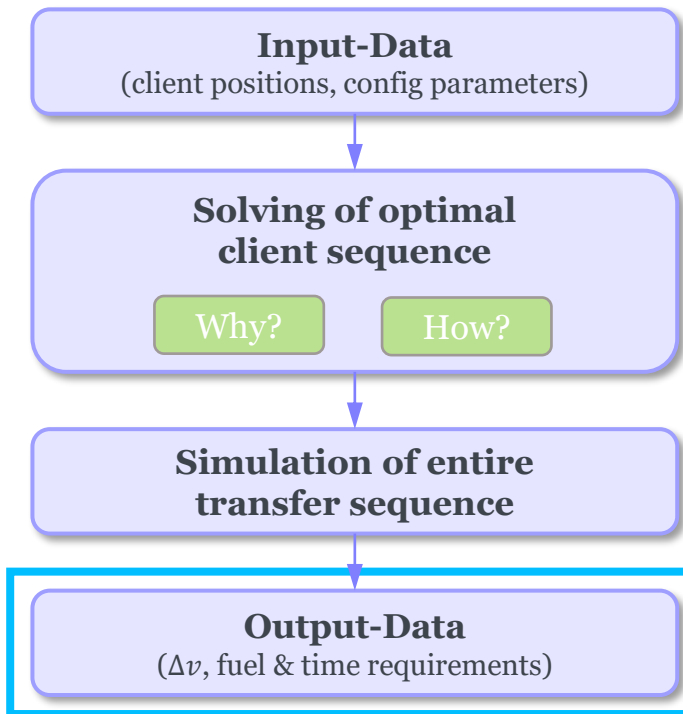 Input-Data
(client positions, config parameters)
Solving of optimal
client sequence
Why?
How?
Simulation of entire
transfer sequence
Output-Data
(Δv, fuel & time requirements)